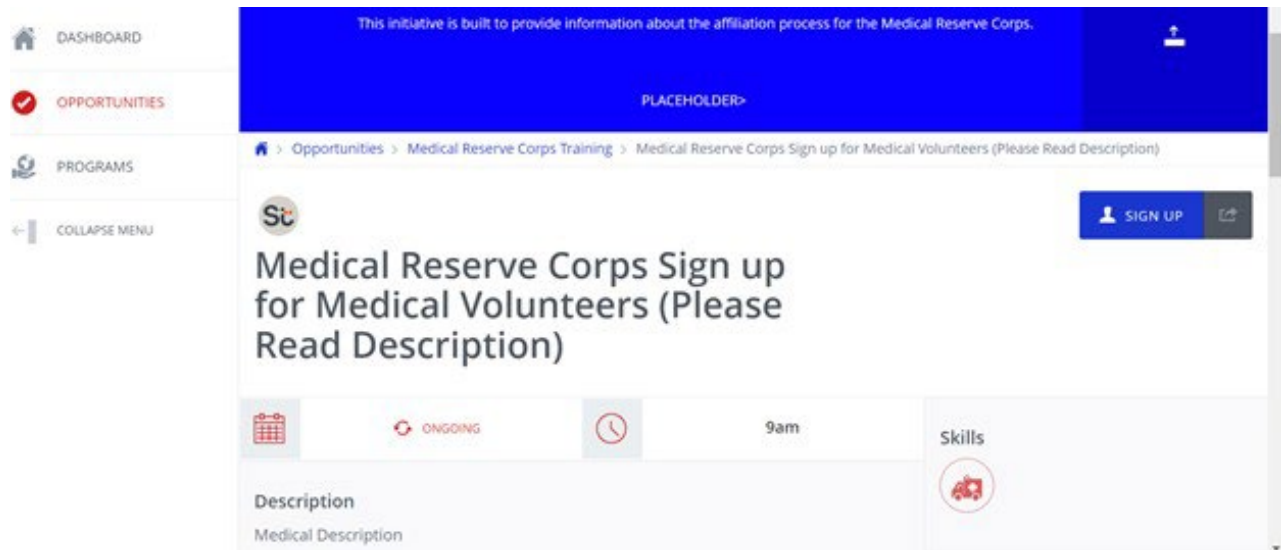 DASHBOARD
OPPORTUNITIES
PROGRAMS
COLLAPSE MENU
This initiative is built to provide information about the affiliation process for the Medical Reserve Corps.
PLACEHOLDER>
> Opportunities > Medical Reserve Corps Training > Medical Reserve Corps Sign up for Medical Volunteers (Please Read Description)
St
SIGN UP
Medical Reserve Corps Sign up
for Medical Volunteers (Please
Read Description)
ONGOING
9am
Skills
Description
Medical Description